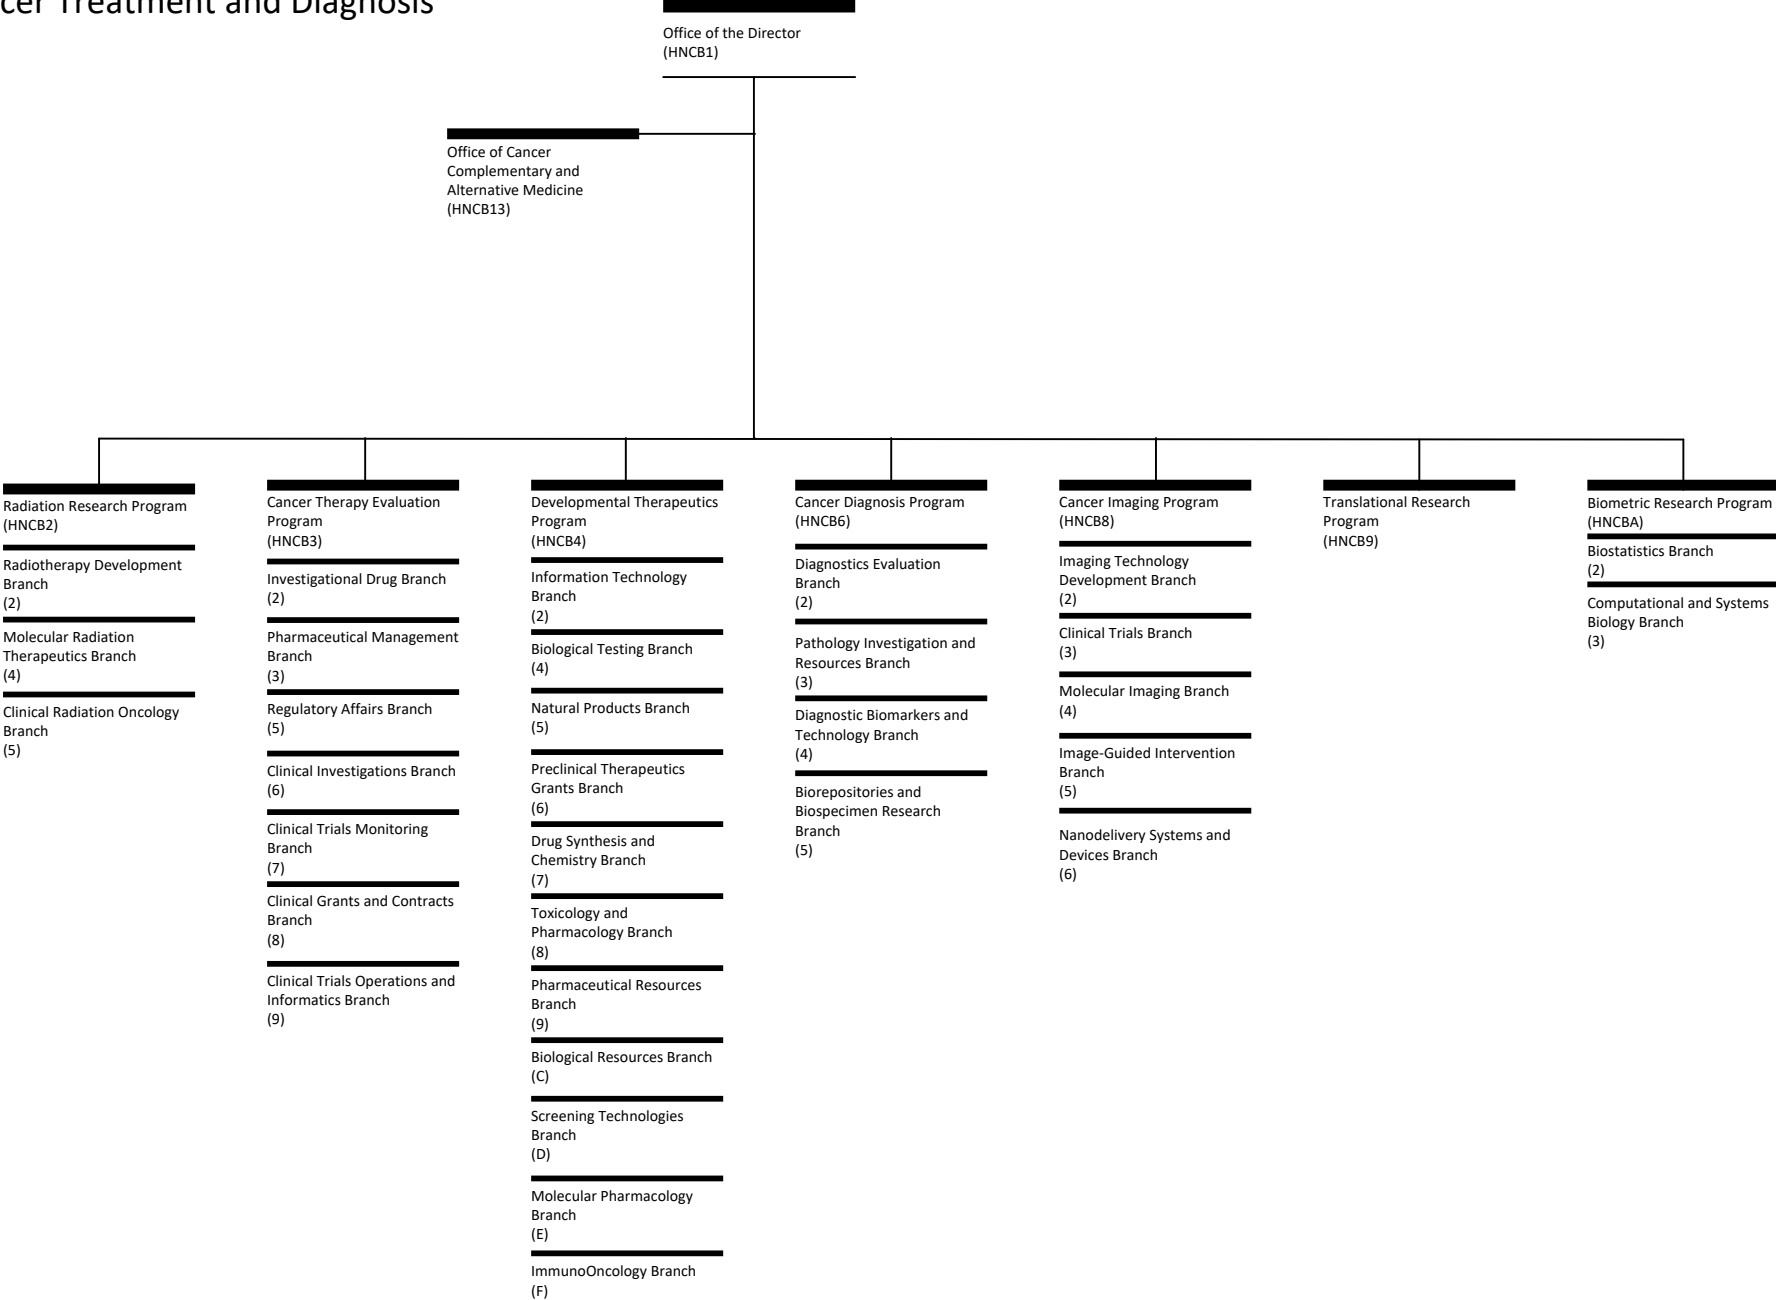 cer Treatment and Diagnosis
Office of the Director
(HNCB1)
Office of Cancer
Complementary and
Alternative Medicine
(HNCB13)
Radiation Research Program
(HNCB2)
Radiotherapy Development
Branch
(2)
Molecular Radiation
Therapeutics Branch
(4)
Clinical Radiation Oncology
Branch
(5)
Cancer Therapy Evaluation
Program
(HNCB3)
Investigational Drug Branch
(2)
Pharmaceutical Management
Branch
(3)
Regulatory Affairs Branch
(5)
Clinical Investigations Branch
(6)
Clinical Trials Monitoring
Branch
(7)
Clinical Grants and Contracts
Branch
(8)
Clinical Trials Operations and
Informatics Branch
(9)
Developmental Therapeutics
Program
(HNCB4)
Information Technology
Branch
(2)
Biological Testing Branch
(4)
Natural Products Branch
(5)
Preclinical Therapeutics
Grants Branch
(6)
Drug Synthesis and
Chemistry Branch
(7)
Toxicology and
Pharmacology Branch
(8)
Pharmaceutical Resources
Branch
(9)
Biological Resources Branch
(C)
Screening Technologies
Branch
(D)
Molecular Pharmacology
Branch
(E)
ImmunoOncology Branch
(F)
Cancer Diagnosis Program
(HNCB6)
Diagnostics Evaluation
Branch
(2)
Pathology Investigation and
Resources Branch
(3)
Diagnostic Biomarkers and
Technology Branch
(4)
Biorepositories and
Biospecimen Research
Branch
(5)
Cancer Imaging Program
(HNCB8)
Imaging Technology
Development Branch
(2)
Clinical Trials Branch
(3)
Molecular Imaging Branch
(4)
Image-Guided Intervention
Branch
(5)
Nanodelivery Systems and
Devices Branch
(6)
Translational Research
Program
(HNCB9)
Biometric Research Program
(HNCBA)
Biostatistics Branch
(2)
Computational and Systems
Biology Branch
(3)